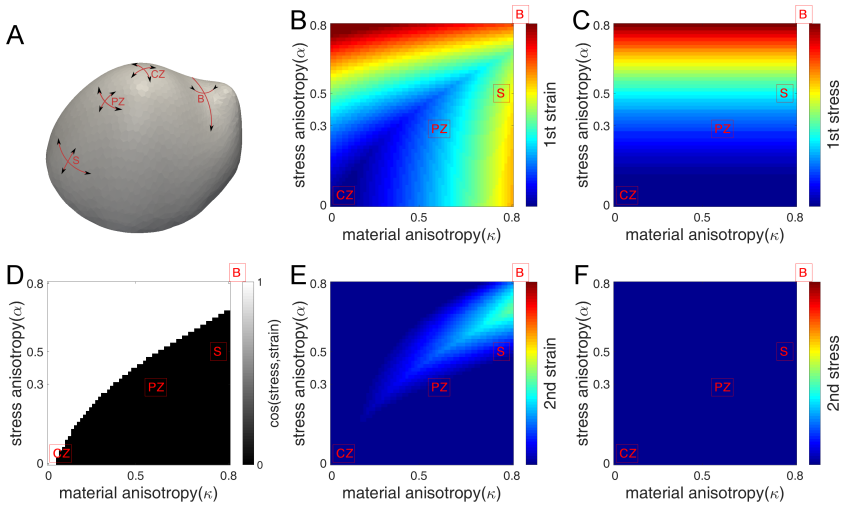 A
CZ
PZ
B
S
B
B
0.8
0.5
0.3
0
stress anisotropy(α)
S
PZ
CZ
0.5
0.8
material anisotropy(κ)
1st strain
C
B
0.8
0.5
0.3
0
stress anisotropy(α)
S
PZ
CZ
0
0.5
0.8
material anisotropy(κ)
1st stress
D
B
0.8
0.5
0.3
0
stress anisotropy(α)
S
PZ
CZ
0
0.5
0.8
material anisotropy(κ)
1
0
cos(stress,strain)
E
B
0.8
0.5
0.3
0
stress anisotropy(α)
S
PZ
CZ
0
0.5
0.8
material anisotropy(κ)
2nd strain
F
B
0.8
0.5
0.3
0
stress anisotropy(α)
S
PZ
CZ
0
0.5
0.8
material anisotropy(κ)
2nd stress